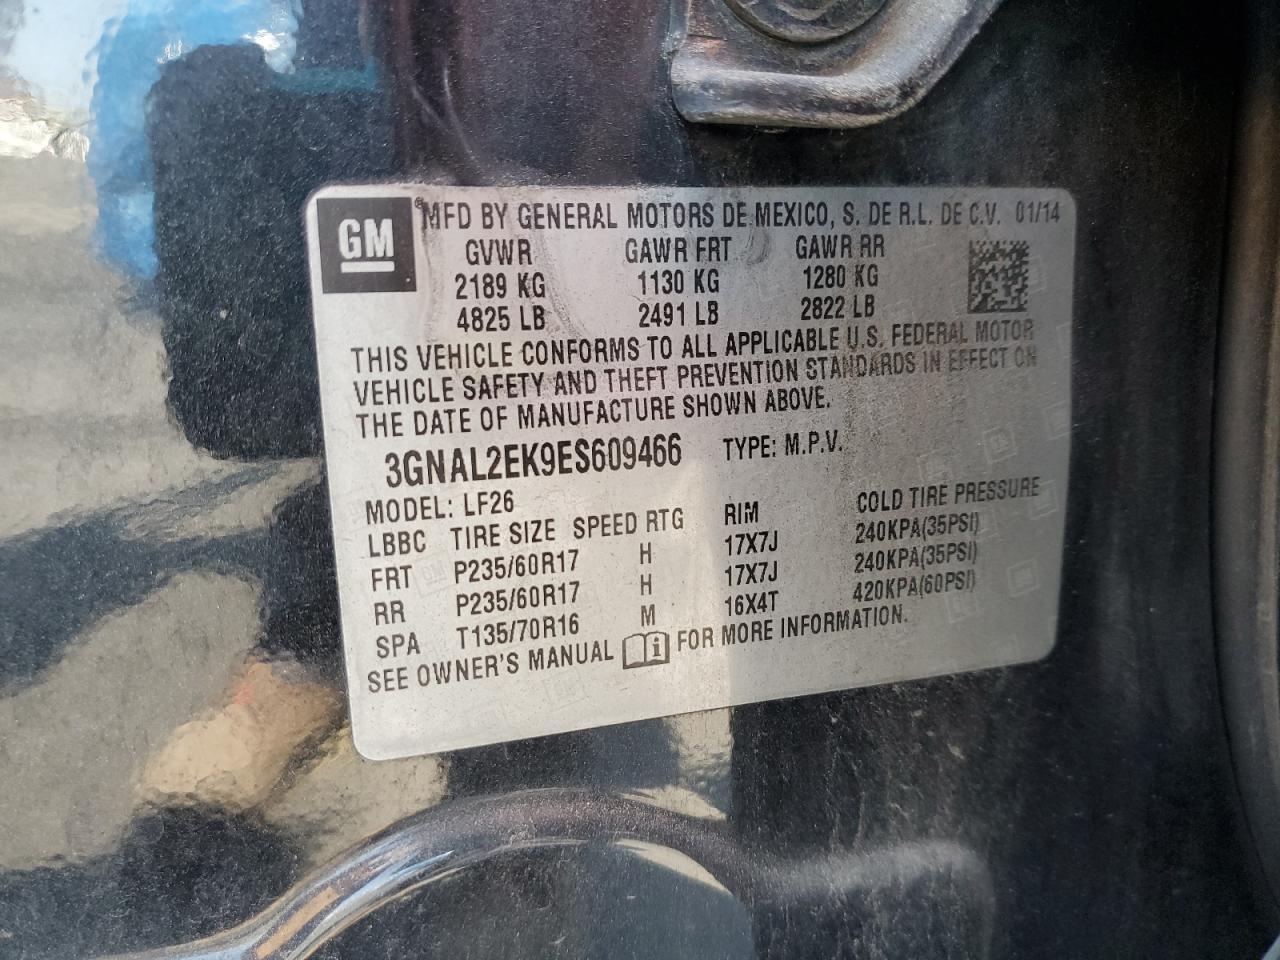 GM
® MFD BY GENERAL MOTORS DE MEXICO, S. DE R.L. DE C.V. 01/14
GVWR GAWR FRT GAWR RR
2189 KG 1130 KG 1280 KG
4825 LB 2491 LB 2822 LB
THIS VEHICLE CONFORMS TO ALL APPLICABLE U.S. FEDERAL MOTOR
VEHICLE SAFETY AND THEFT PREVENTION STANDARDS IN EFFECT ON
THE DATE OF MANUFACTURE SHOWN ABOVE.
3GNAL2EK9ES609466 TYPE: M.P.V.
MODEL: LF26
LBBC TIRE SIZE SPEED RTG RIM COLD TIRE PRESSURE
FRT P235/60R17 H 17X7J 240KPA(35PSI)
RR P235/60R17 H 17X7J 240KPA(35PSI)
SPA T135/70R16 M 16X4T 420KPA(60PSI)
SEE OWNER'S MANUAL FOR MORE INFORMATION.